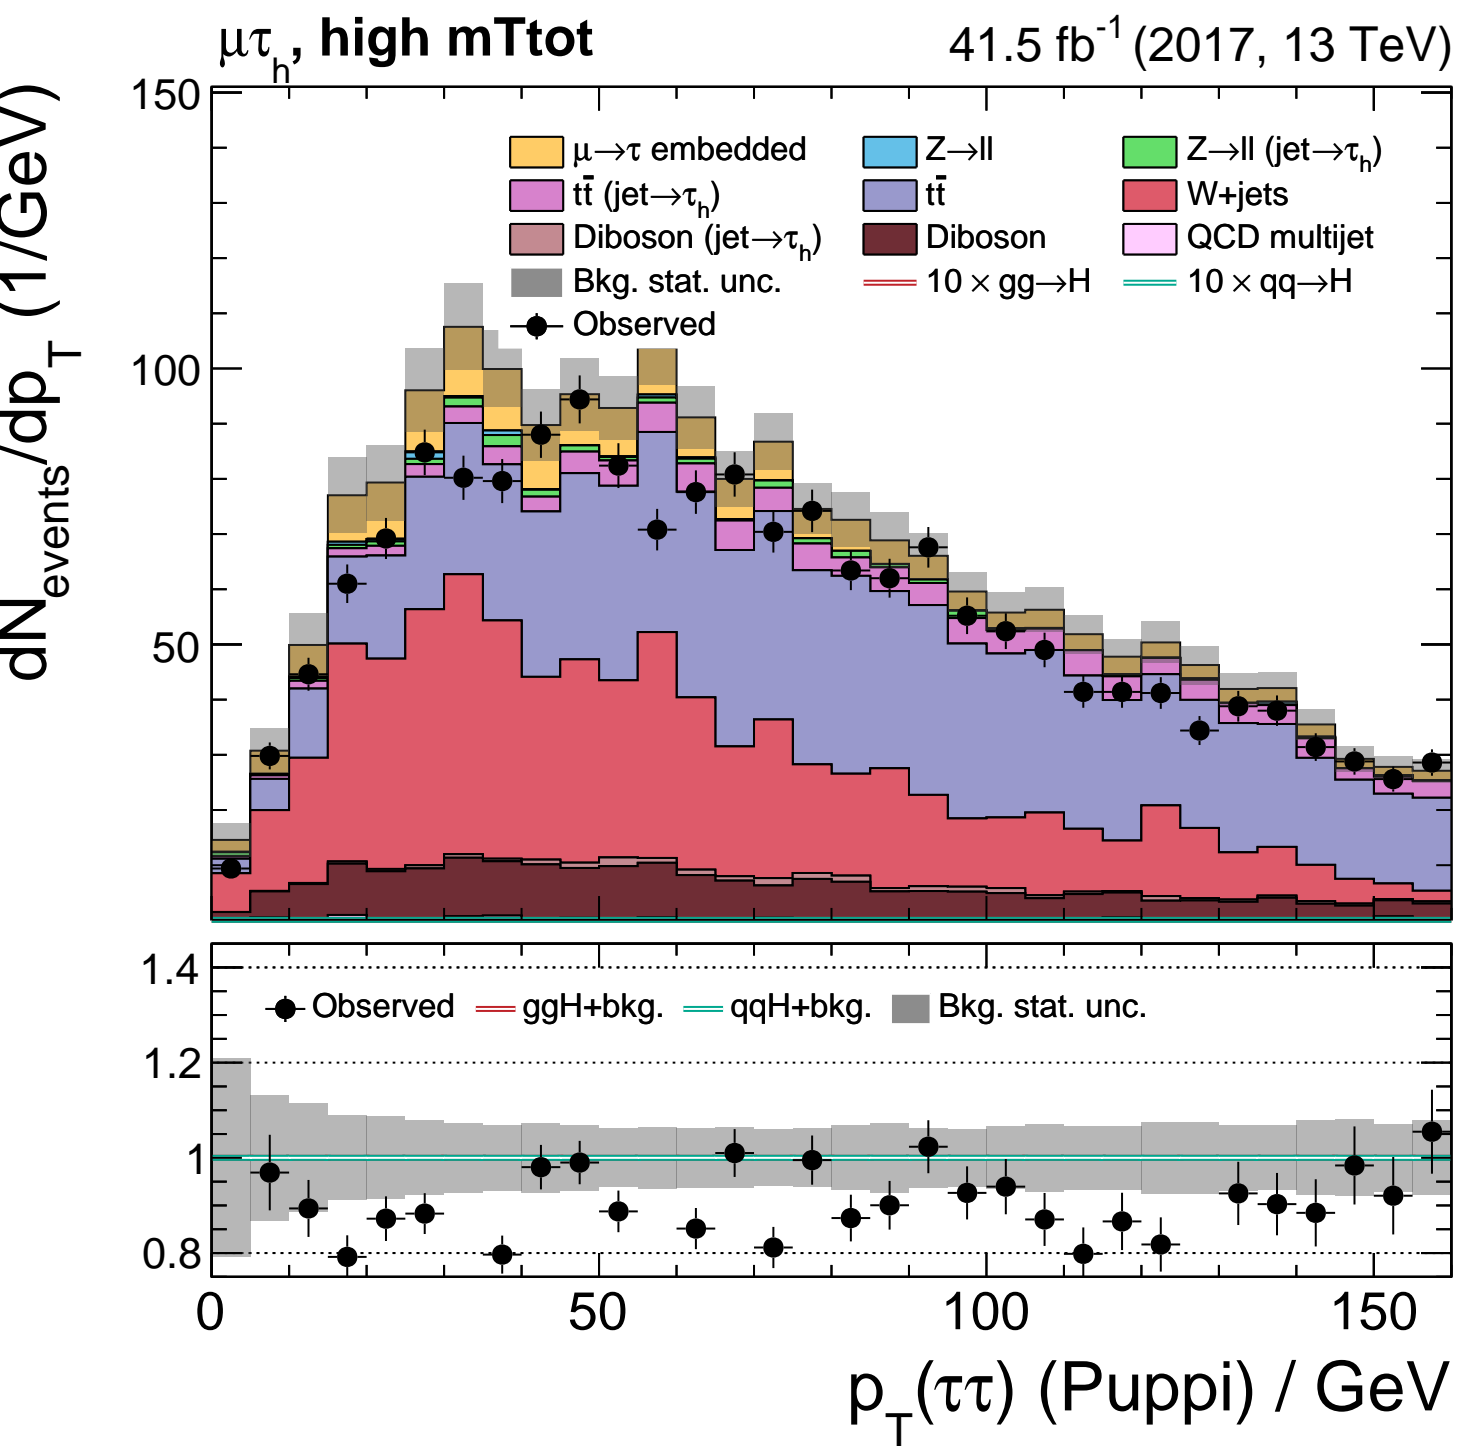 μτh, high mTtot
41.5 fb-1 (2017, 13 TeV)
dNevents/dpT (1/GeV)
150
100
50
μ→τ embedded
Z→ll
Z→ll (jet→τh)
tt̄ (jet→τh)
tt̄
W+jets
Diboson (jet→τh)
Diboson
QCD multijet
Bkg. stat. unc.
10 × gg→H
10 × qq→H
Observed
1.4
1.2
1
0.8
Observed
ggH+bkg.
qqH+bkg.
Bkg. stat. unc.
0
50
100
150
pT(ττ) (Puppi) / GeV